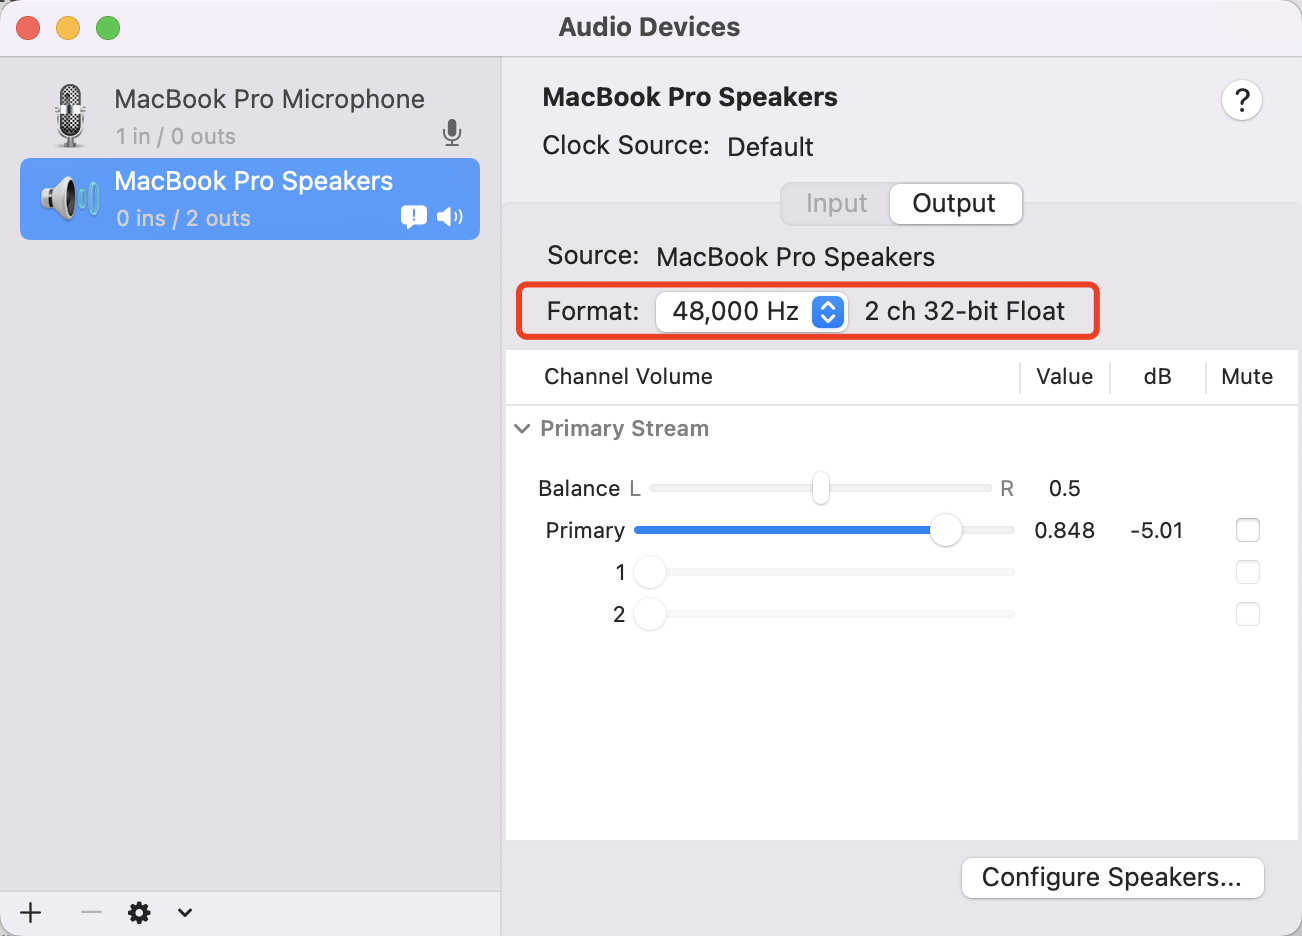 Audio Devices
MacBook Pro Microphone
1 in / 0 outs
MacBook Pro Speakers
0 ins / 2 outs
MacBook Pro Speakers
?
Clock Source: Default
Input Output
Source: MacBook Pro Speakers
Format: 48,000 Hz 2 ch 32-bit Float
Channel Volume Value dB Mute
Primary Stream
Balance L R 0.5
Primary 0.848 -5.01
1
2
Configure Speakers...